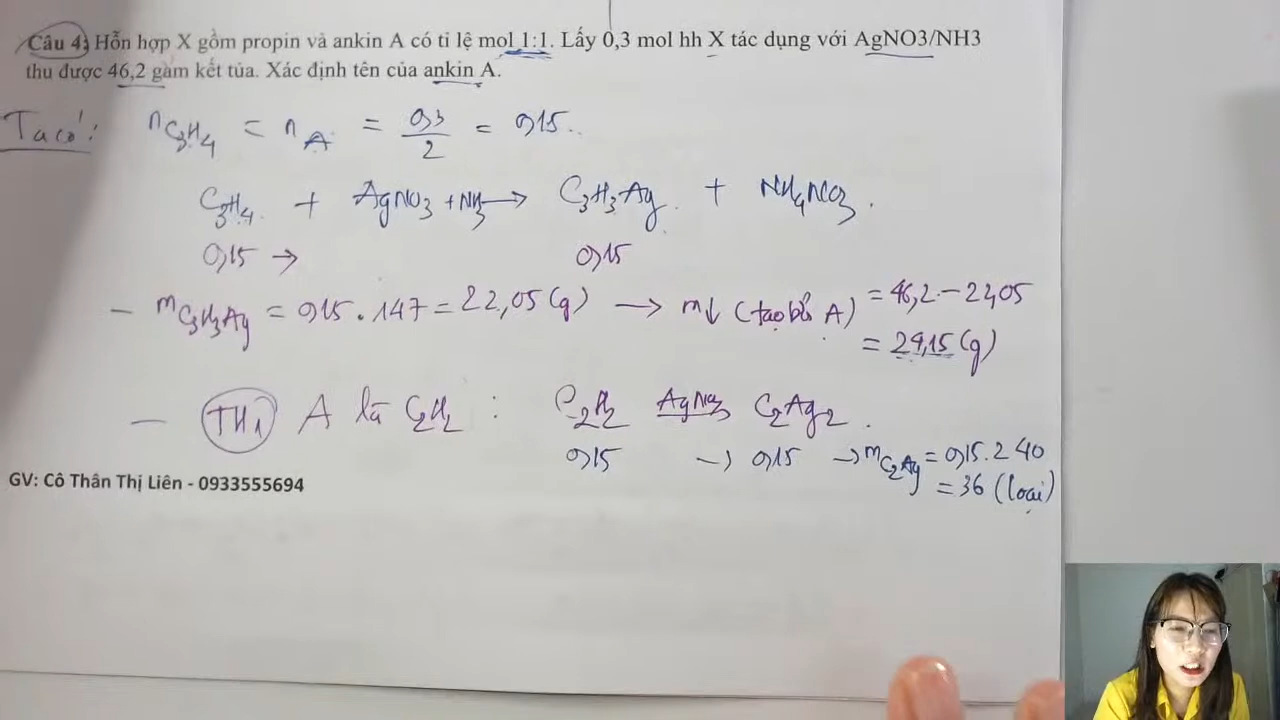 Câu 4) Hỗn hợp X gồm propin và ankin A có tỉ lệ mol 1:1. Lấy 0,3 mol hh X tác dụng với AgNO3/NH3
thu được 46,2 gam kết tủa. Xác định tên của ankin A.
Ta có: nC3H4 = nA = 0,3/2 = 0,15..
C3H4 + AgNO3 + NH3 → C3H3Ag + NH4NO3.
0,15 → 0,15
- mC3H3Ag = 0,15 . 147 = 22,05 (g) → m↓ (tạo bởi A) = 46,2 - 22,05
= 24,15 (g)
- TH1 A là C2H2 : C2H2 AgNO3 C2Ag2.
0,15 → 0,15 → mC2Ag = 0,15.240
= 36 (loại)
GV: Cô Thân Thị Liên - 0933555694